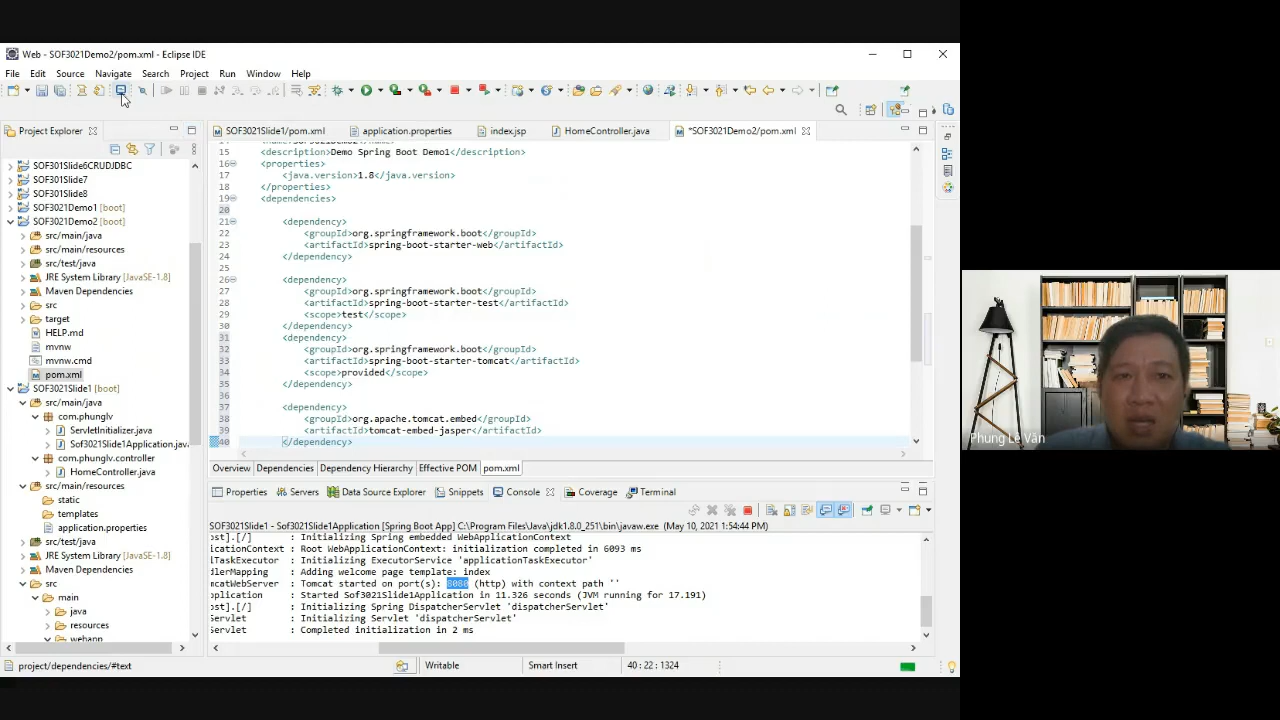 Web - SOF3021Demo2/pom.xml - Eclipse IDE
File Edit Source Navigate Search Project Run Window Help
Project Explorer
SOF3021Slide1/pom.xml application.properties index.jsp HomeController.java *SOF3021Demo2/pom.xml
SOF301Slide6CRUDJDBC
SOF301Slide7
SOF301Slide8
SOF3021Demo1 [boot]
SOF3021Demo2 [boot]
src/main/java
src/main/resources
src/test/java
JRE System Library [JavaSE-1.8]
Maven Dependencies
src
target
HELP.md
mvnw
mvnw.cmd
pom.xml
SOF3021Slide1 [boot]
src/main/java
com.phunglv
ServletInitializer.java
Sof3021Slide1Application.java
com.phunglv.controller
HomeController.java
src/main/resources
static
templates
application.properties
src/test/java
JRE System Library [JavaSE-1.8]
Maven Dependencies
src
main
java
resources
webapp
15 <description>Demo Spring Boot Demo1</description>
16 <properties>
17 <java.version>1.8</java.version>
18 </properties>
19 <dependencies>
20
21 <dependency>
22 <groupId>org.springframework.boot</groupId>
23 <artifactId>spring-boot-starter-web</artifactId>
24 </dependency>
25
26 <dependency>
27 <groupId>org.springframework.boot</groupId>
28 <artifactId>spring-boot-starter-test</artifactId>
29 <scope>test</scope>
30 </dependency>
31 <dependency>
32 <groupId>org.springframework.boot</groupId>
33 <artifactId>spring-boot-starter-tomcat</artifactId>
34 <scope>provided</scope>
35 </dependency>
36
37 <dependency>
38 <groupId>org.apache.tomcat.embed</groupId>
39 <artifactId>tomcat-embed-jasper</artifactId>
40 </dependency>
Overview Dependencies Dependency Hierarchy Effective POM pom.xml
Properties Servers Data Source Explorer Snippets Console Coverage Terminal
SOF3021Slide1 - Sof3021Slide1Application [Spring Boot App] C:\Program Files\Java\jdk1.8.0_251\bin\javaw.exe (May 10, 2021 1:54:44 PM)
ost].[/] : Initializing Spring embedded WebApplicationContext
licationContext : Root WebApplicationContext: initialization completed in 6093 ms
lTaskExecutor : Initializing ExecutorService 'applicationTaskExecutor'
lerMapping : Adding welcome page template: index
mcatWebServer : Tomcat started on port(s): 8080 (http) with context path ''
pplication : Started Sof3021Slide1Application in 11.326 seconds (JVM running for 17.191)
ost].[/] : Initializing Spring DispatcherServlet 'dispatcherServlet'
Servlet : Initializing Servlet 'dispatcherServlet'
Servlet : Completed initialization in 2 ms
project/dependencies/#text Writable Smart Insert 40 : 22 : 1324
Phung Le Văn